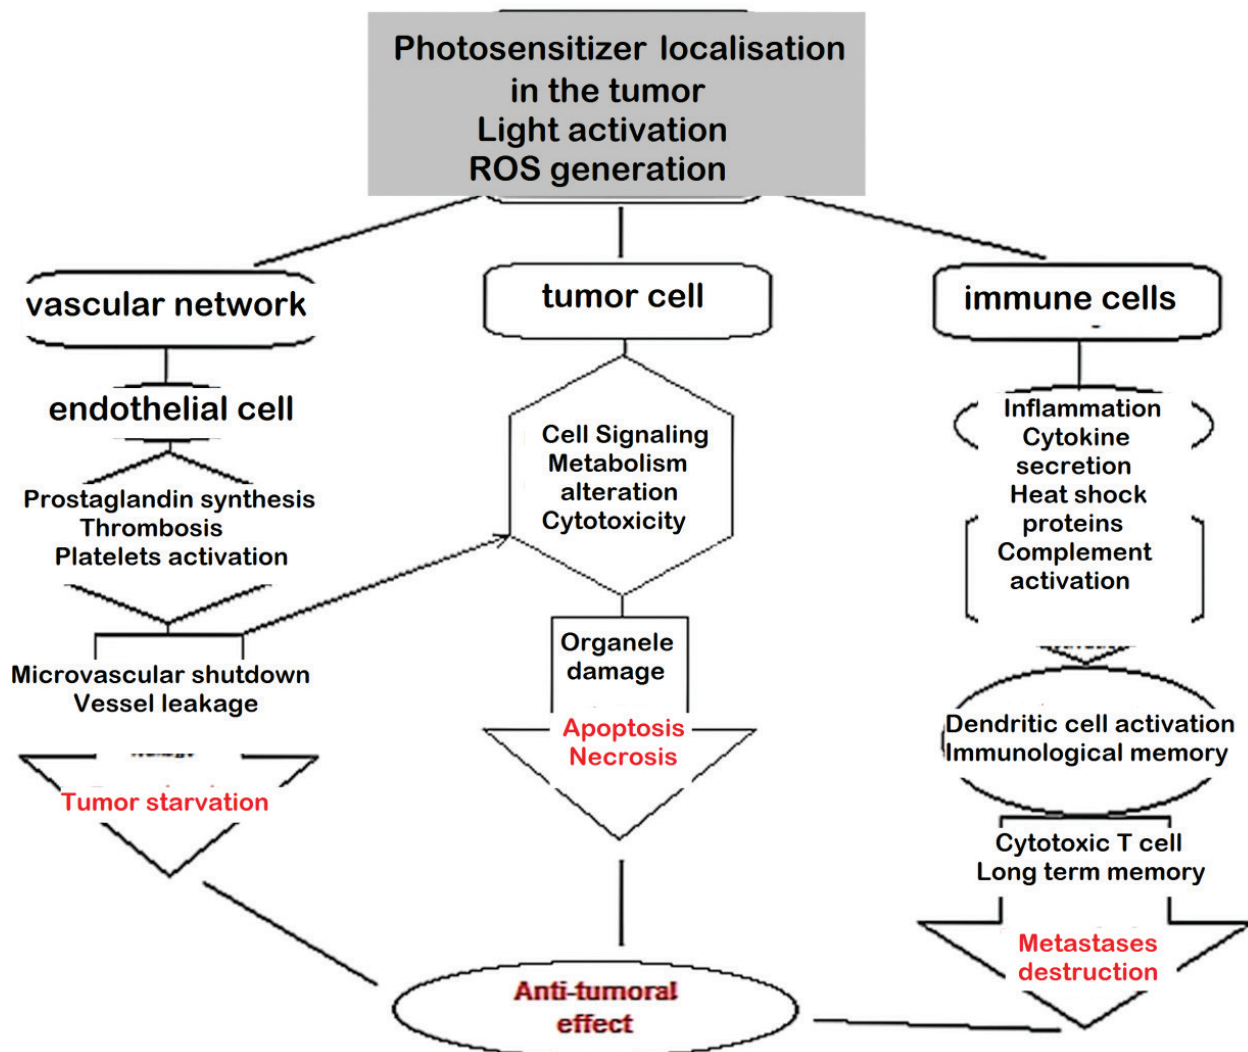 Photosensitizer localisation
in the tumor
Light activation
ROS generation
vascular network
endothelial cell
Prostaglandin synthesis
Thrombosis
Platelets activation
Microvascular shutdown
Vessel leakage
Tumor starvation
tumor cell
Cell Signaling
Metabolism
alteration
Cytotoxicity
Organele
damage
Apoptosis
Necrosis
immune cells
Inflammation
Cytokine
secretion
Heat shock
proteins
Complement
activation
Dendritic cell activation
Immunological memory
Cytotoxic T cell
Long term memory
Metastases
destruction
Anti-tumoral
effect